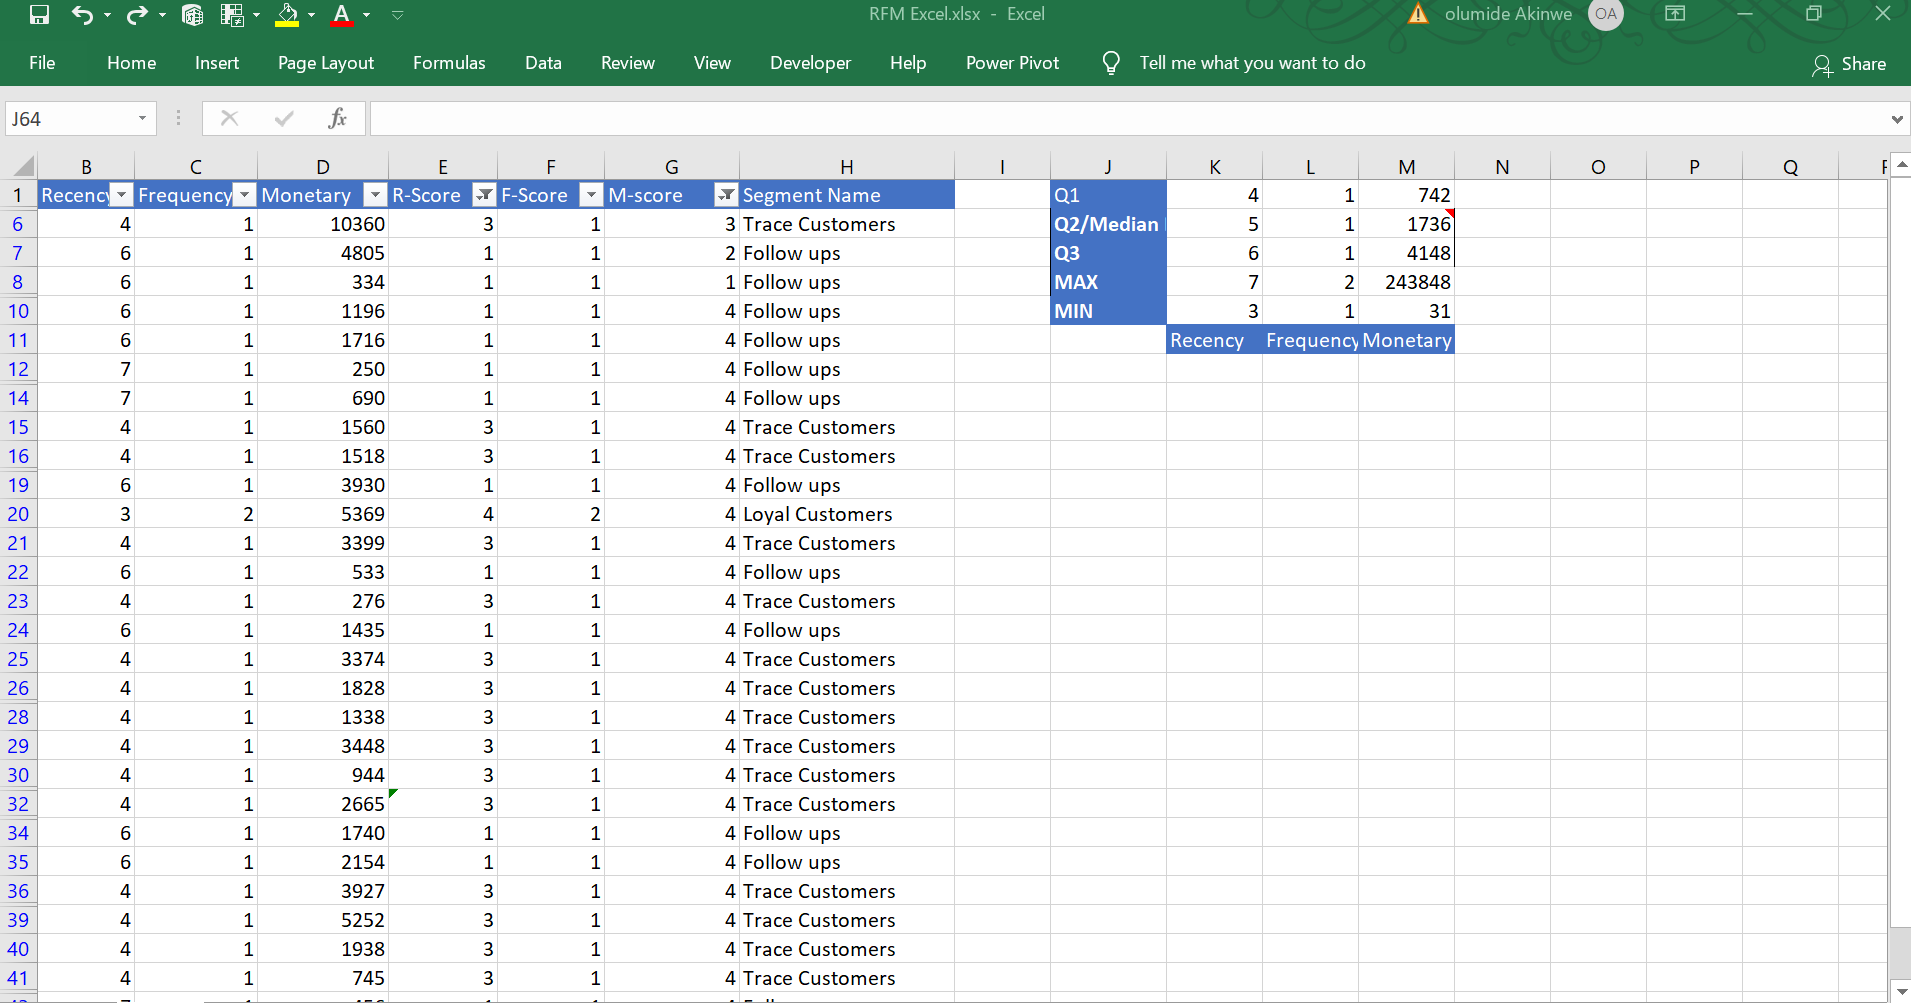 RFM Excel.xlsx - Excel
olumide Akinwe OA
File Home Insert Page Layout Formulas Data Review View Developer Help Power Pivot Tell me what you want to do Share
J64 fx
B C D E F G H I J K L M N O P Q
1 Recency Frequency Monetary R-Score F-Score M-score Segment Name Q1 4 1 742
6 4 1 10360 3 1 3 Trace Customers Q2/Median 5 1 1736
7 6 1 4805 1 1 2 Follow ups Q3 6 1 4148
8 6 1 334 1 1 1 Follow ups MAX 7 2 243848
10 6 1 1196 1 1 4 Follow ups MIN 3 1 31
11 6 1 1716 1 1 4 Follow ups Recency Frequency Monetary
12 7 1 250 1 1 4 Follow ups
14 7 1 690 1 1 4 Follow ups
15 4 1 1560 3 1 4 Trace Customers
16 4 1 1518 3 1 4 Trace Customers
19 6 1 3930 1 1 4 Follow ups
20 3 2 5369 4 2 4 Loyal Customers
21 4 1 3399 3 1 4 Trace Customers
22 6 1 533 1 1 4 Follow ups
23 4 1 276 3 1 4 Trace Customers
24 6 1 1435 1 1 4 Follow ups
25 4 1 3374 3 1 4 Trace Customers
26 4 1 1828 3 1 4 Trace Customers
28 4 1 1338 3 1 4 Trace Customers
29 4 1 3448 3 1 4 Trace Customers
30 4 1 944 3 1 4 Trace Customers
32 4 1 2665 3 1 4 Trace Customers
34 6 1 1740 1 1 4 Follow ups
35 6 1 2154 1 1 4 Follow ups
36 4 1 3927 3 1 4 Trace Customers
39 4 1 5252 3 1 4 Trace Customers
40 4 1 1938 3 1 4 Trace Customers
41 4 1 745 3 1 4 Trace Customers